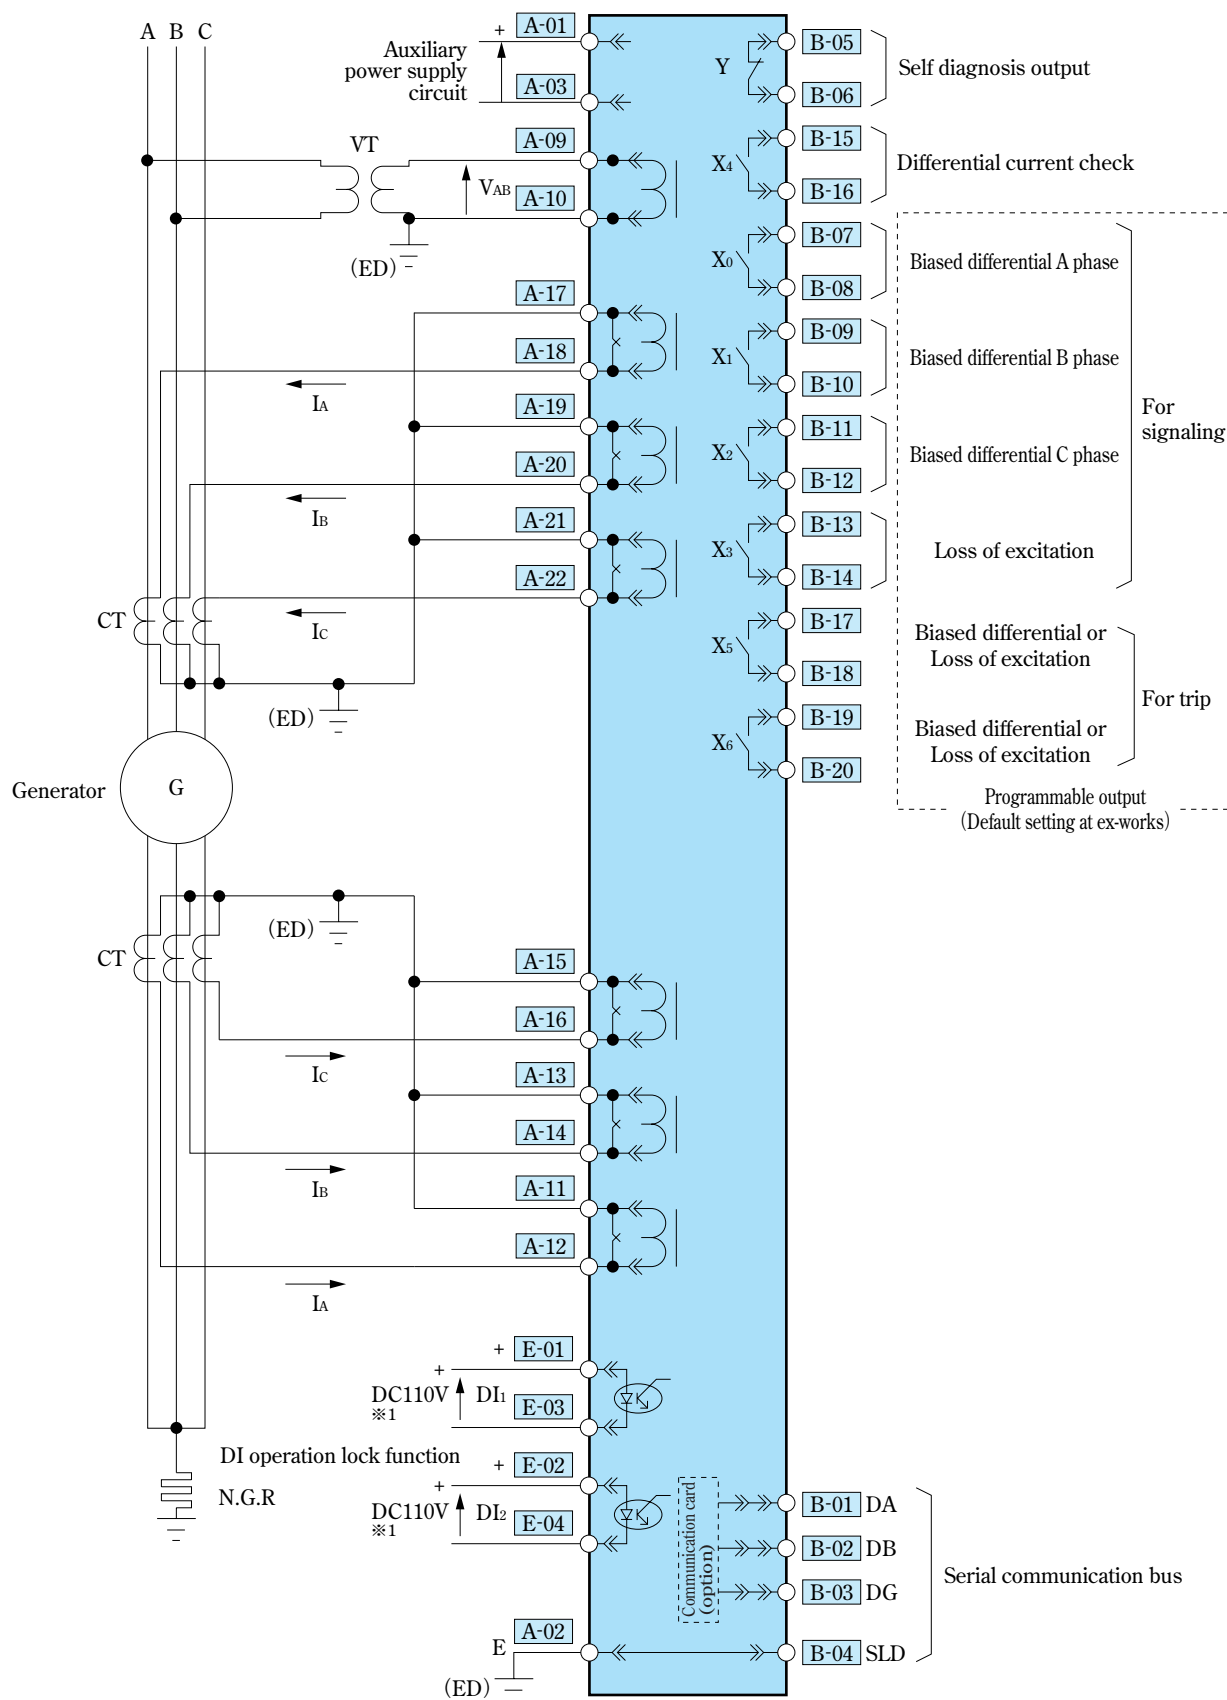 A B C
+ A-01
Auxiliary
power supply
circuit
A-03
VT
A-09
VAB
A-10
(ED)
A-17
A-18
IA
A-19
A-20
IB
A-21
A-22
CT
IC
(ED)
Generator
G
(ED)
CT
A-15
A-16
IC
A-13
A-14
IB
A-11
A-12
IA
+ E-01
+
DC110V
※1
DI1
E-03
DI operation lock function
+ E-02
+
N.G.R
DC110V
※1
DI2
E-04
A-02
E
(ED)
Y
B-05
B-06
Self diagnosis output
X4
B-15
B-16
Differential current check
X0
B-07
B-08
Biased differential A phase
X1
B-09
B-10
Biased differential B phase
X2
B-11
B-12
Biased differential C phase
X3
B-13
B-14
Loss of excitation
For
signaling
X5
B-17
B-18
Biased differential or
Loss of excitation
X6
B-19
B-20
Biased differential or
Loss of excitation
For trip
Programmable output
(Default setting at ex-works)
Communication card
(option)
B-01 DA
B-02 DB
B-03 DG
B-04 SLD
Serial communication bus